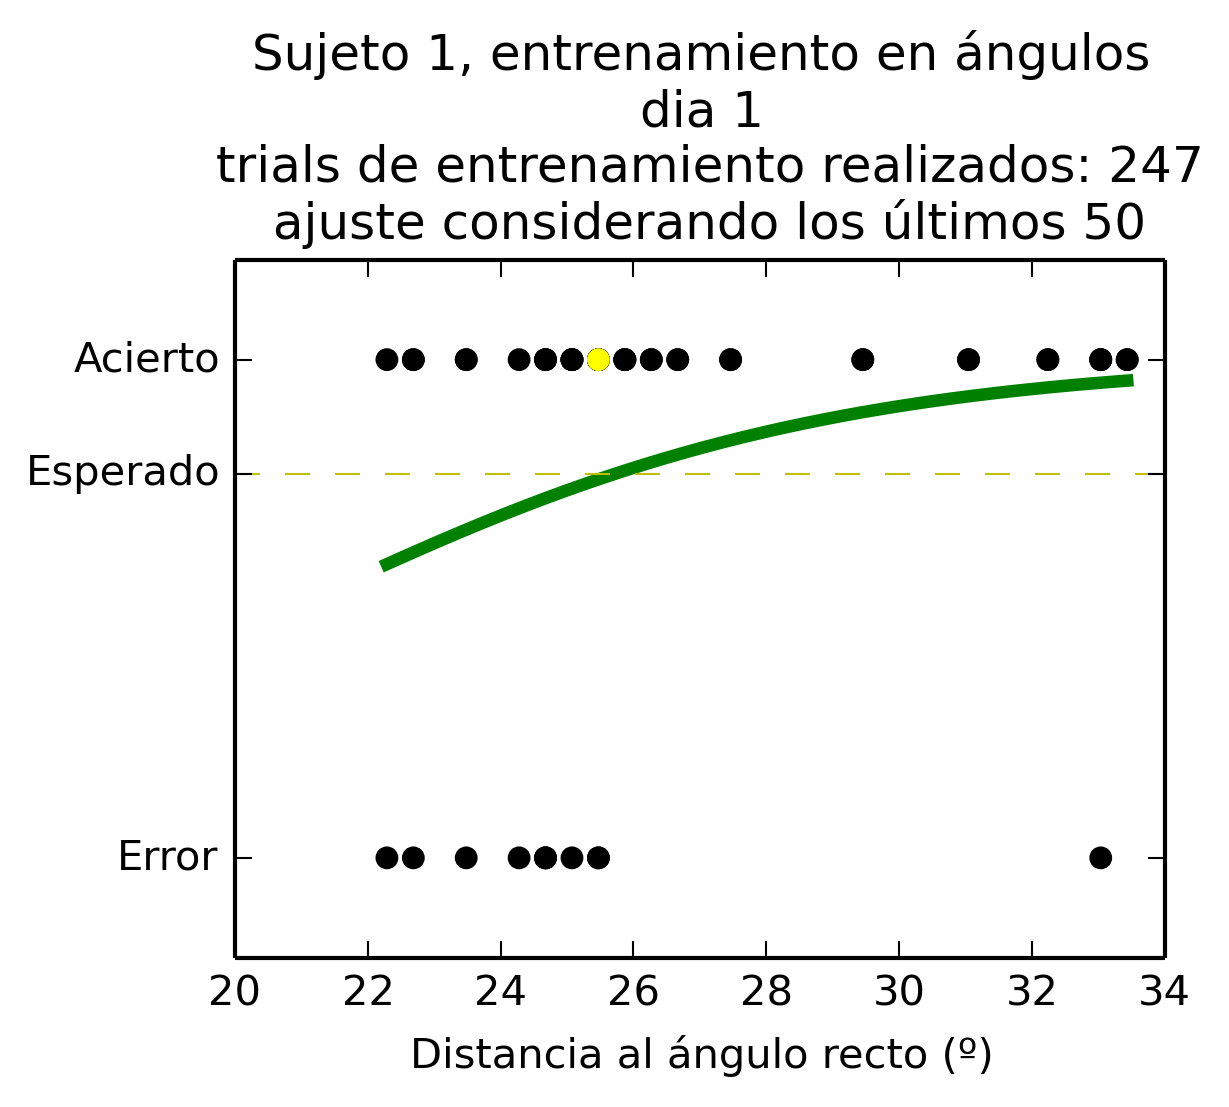 Sujeto 1, entrenamiento en ángulos
dia 1
trials de entrenamiento realizados: 247
ajuste considerando los últimos 50
Acierto
Esperado
Error
20 22 24 26 28 30 32 34
Distancia al ángulo recto (º)